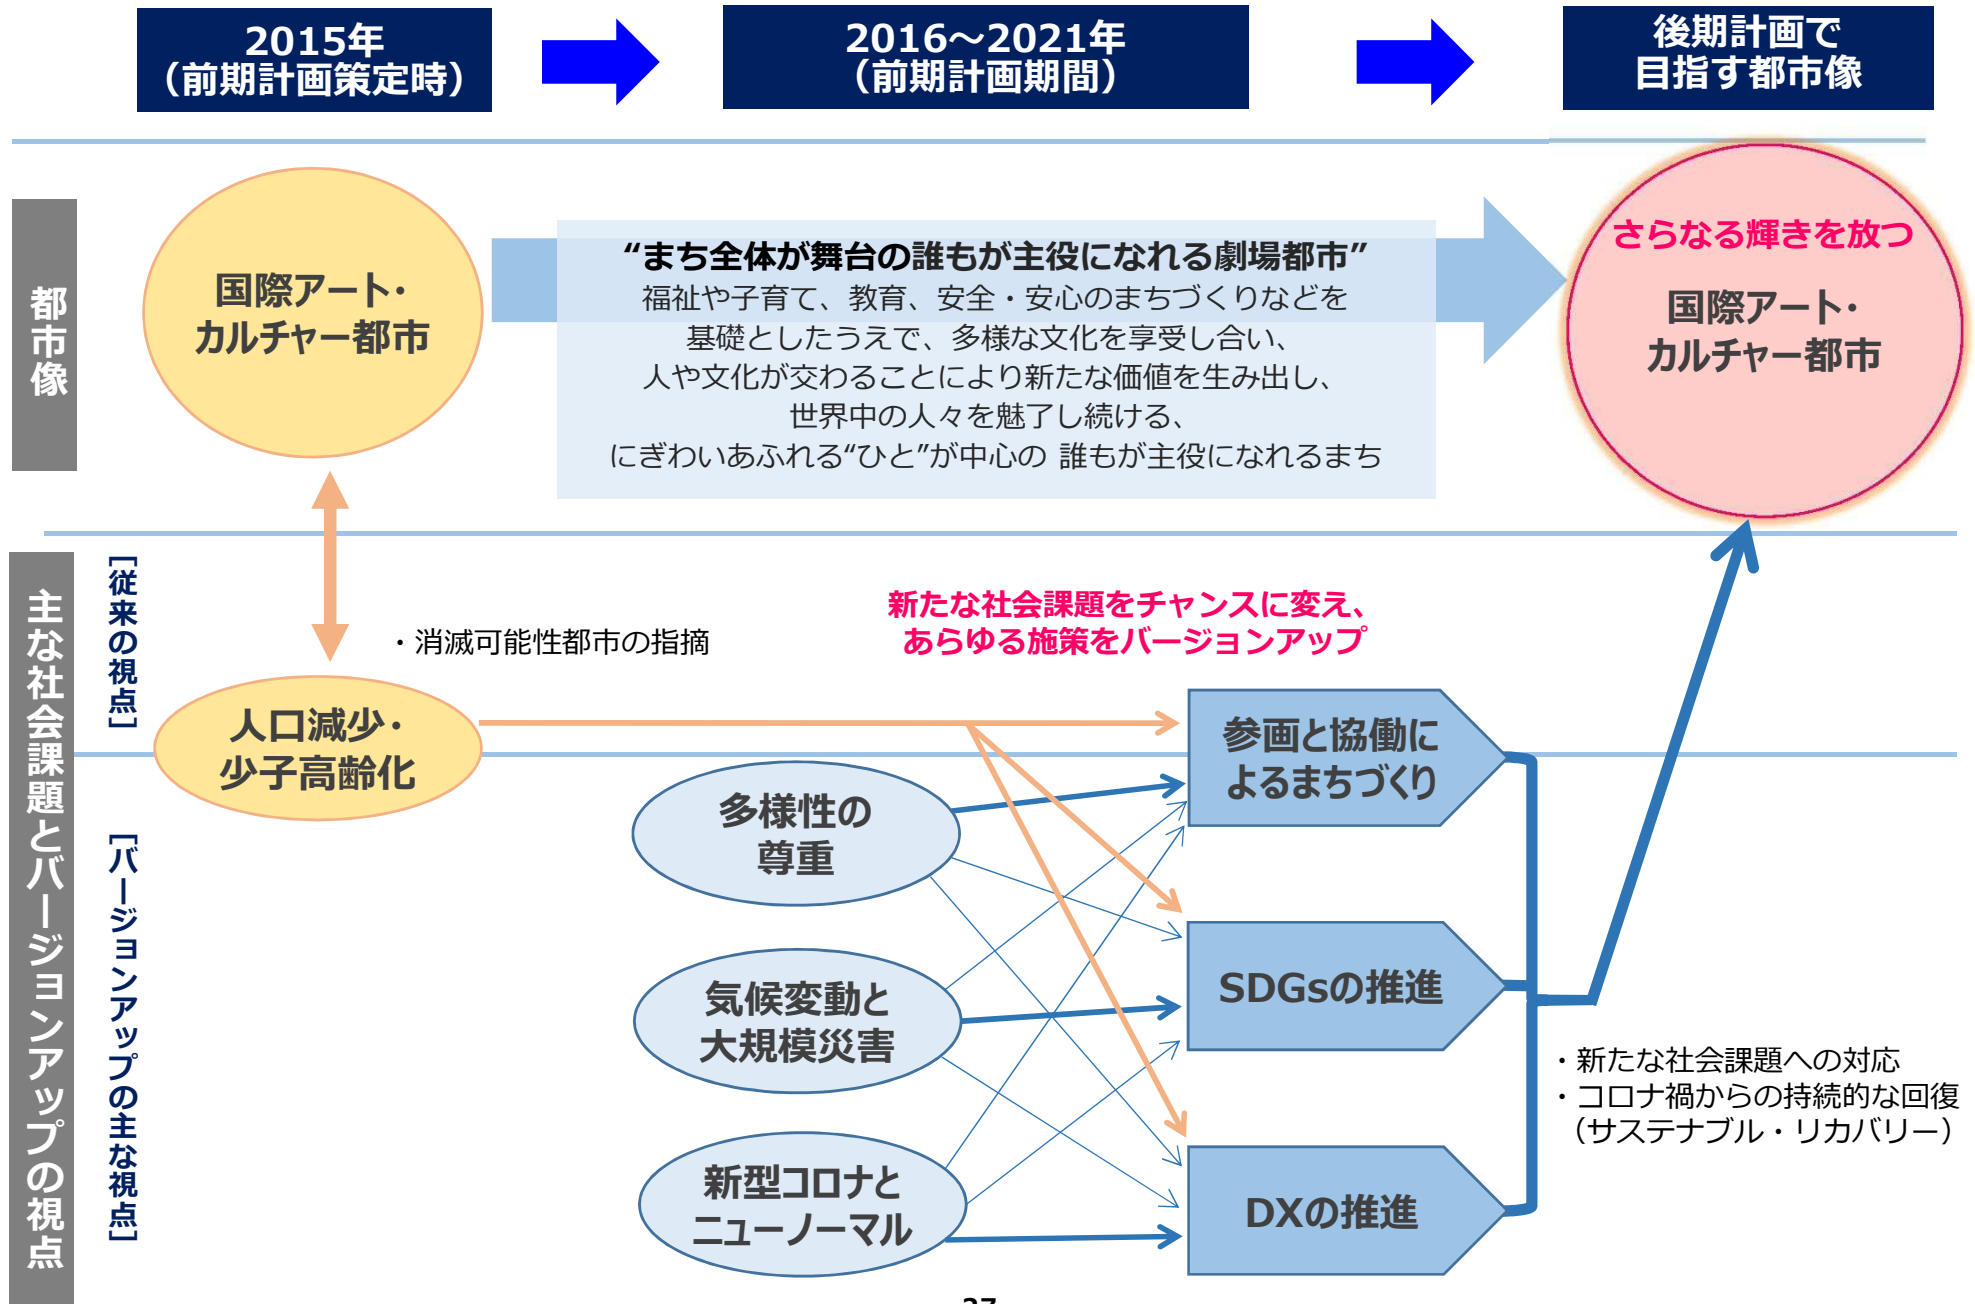 2015年
（前期計画策定時）
2016～2021年
（前期計画期間）
後期計画で
目指す都市像
都市像
国際アート・
カルチャー都市
“まち全体が舞台の誰もが主役になれる劇場都市”
福祉や子育て、教育、安全・安心のまちづくりなどを
基礎としたうえで、多様な文化を享受し合い、
人や文化が交わることにより新たな価値を生み出し、
世界中の人々を魅了し続ける、
にぎわいあふれる“ひと”が中心の 誰もが主役になれるまち
さらなる輝きを放つ
国際アート・
カルチャー都市
主な社会課題とバージョンアップの視点
［従来の視点］
・消滅可能性都市の指摘
新たな社会課題をチャンスに変え、
あらゆる施策をバージョンアップ
人口減少・
少子高齢化
参画と協働に
よるまちづくり
［バージョンアップの主な視点］
多様性の
尊重
気候変動と
大規模災害
SDGsの推進
新型コロナと
ニューノーマル
DXの推進
・新たな社会課題への対応
・コロナ禍からの持続的な回復
（サステナブル・リカバリー）